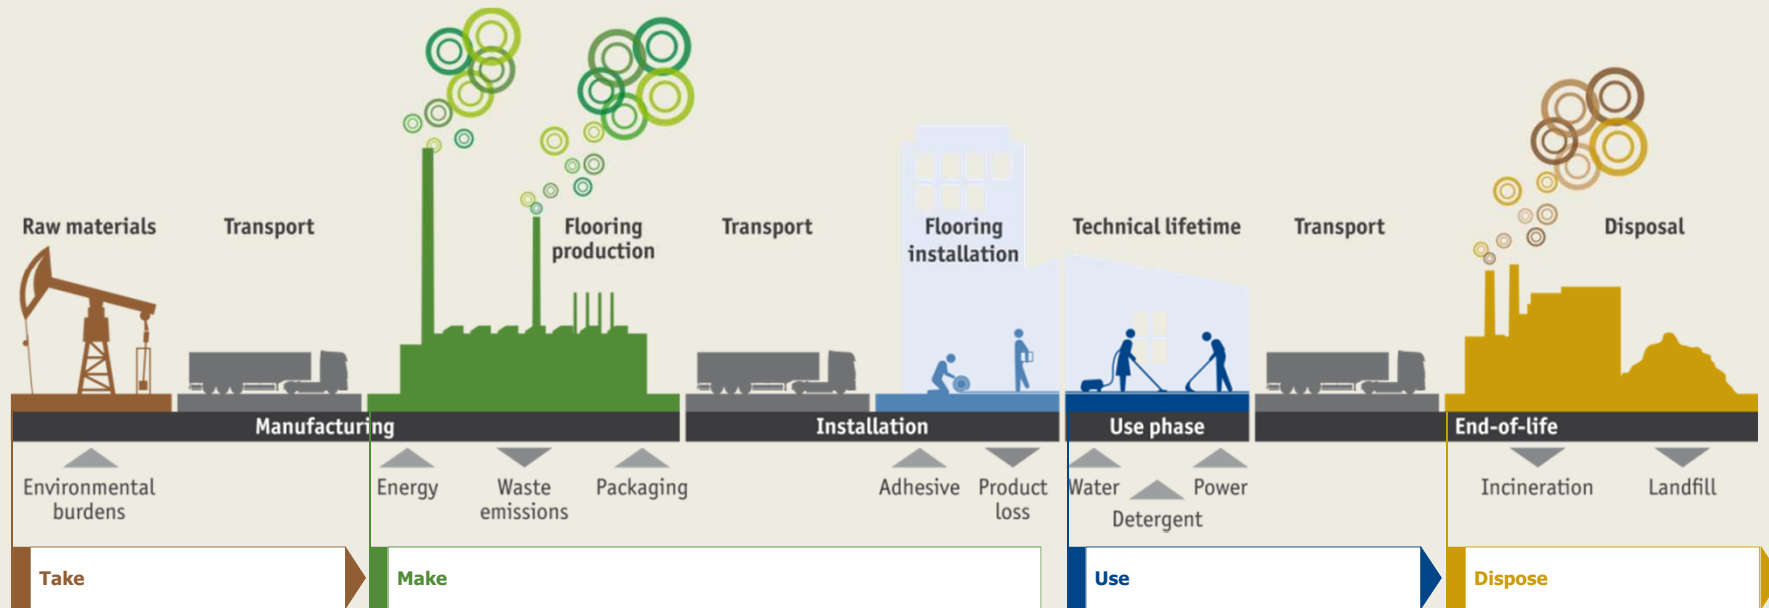 Raw materials
Transport
Flooring
production
Transport
Flooring
installation
Technical lifetime
Transport
Disposal
Manufacturing
Installation
Use phase
End-of-life
Environmental
burdens
Energy
Waste
emissions
Packaging
Adhesive
Product
loss
Water
Detergent
Power
Incineration
Landfill
Take
Make
Use
Dispose